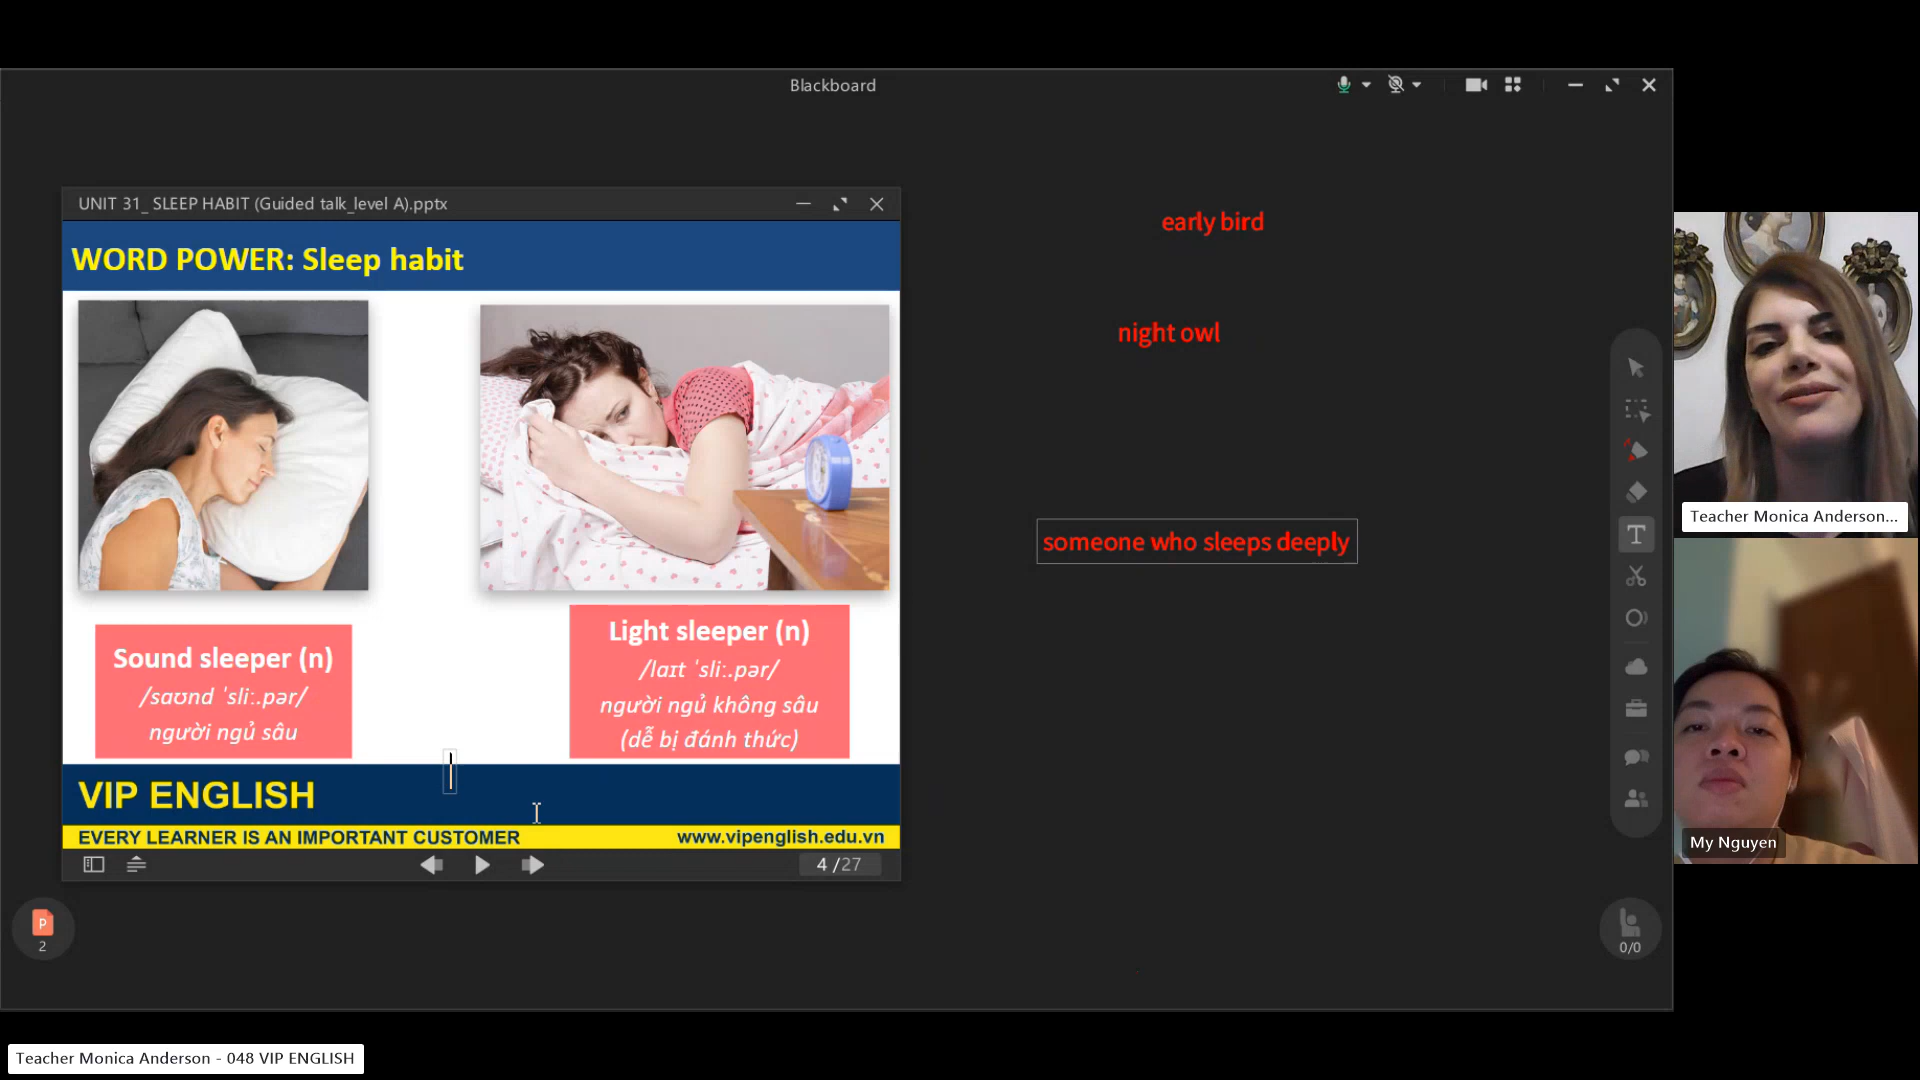 Blackboard
UNIT 31_ SLEEP HABIT (Guided talk_level A).pptx
WORD POWER: Sleep habit
Sound sleeper (n)
/saʊnd ˈsliː.pər/
người ngủ sâu
Light sleeper (n)
/laɪt ˈsliː.pər/
người ngủ không sâu
(dễ bị đánh thức)
VIP ENGLISH
EVERY LEARNER IS AN IMPORTANT CUSTOMER
www.vipenglish.edu.vn
4 /27
early bird
night owl
someone who sleeps deeply
T
Teacher Monica Anderson...
My Nguyen
P
2
0/0
Teacher Monica Anderson - 048 VIP ENGLISH